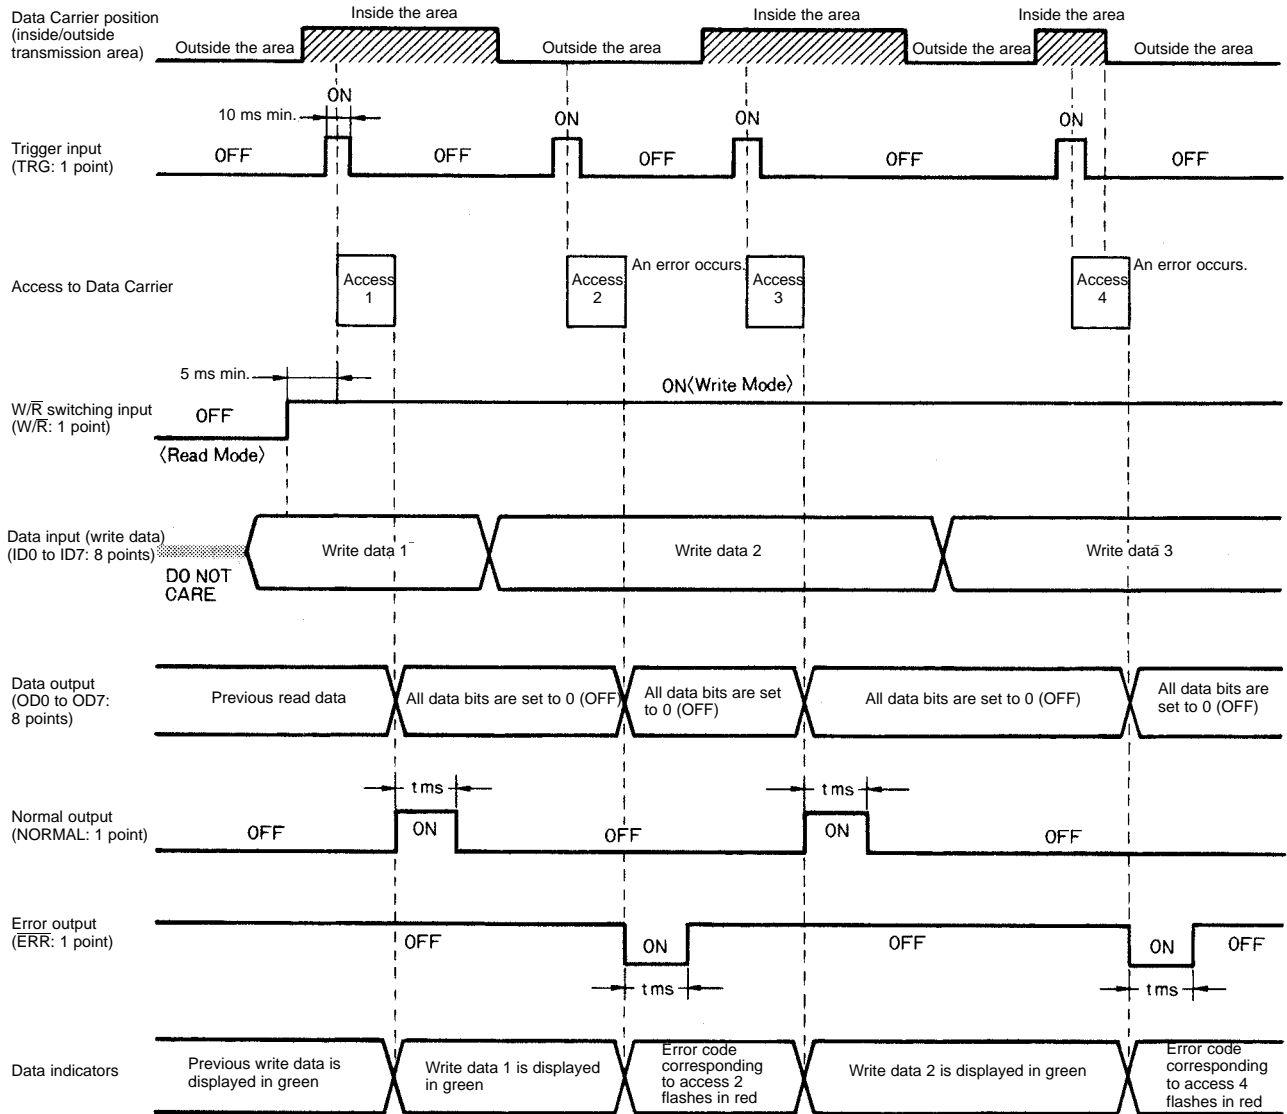 Data Carrier position
(inside/outside
transmission area)
Outside the area
Inside the area
Outside the area
Inside the area
Outside the area
Inside the area
Outside the area
Trigger input
(TRG: 1 point)
10 ms min.
OFF
ON
OFF
ON
OFF
ON
OFF
ON
OFF
Access to Data Carrier
Access
1
Access
2
An error occurs.
Access
3
Access
4
An error occurs.
W/R̅ switching input
(W/R̅: 1 point)
5 ms min.
OFF
〈Read Mode〉
ON〈Write Mode〉
Data input (write data)
(ID0 to ID7: 8 points)
DO NOT
CARE
Write data 1
Write data 2
Write data 3
Data output
(OD0 to OD7:
8 points)
Previous read data
All data bits are set to 0 (OFF)
All data bits are set
to 0 (OFF)
All data bits are set to 0 (OFF)
All data bits are
set to 0 (OFF)
Normal output
(NORMAL: 1 point)
OFF
t ms
ON
OFF
t ms
ON
OFF
Error output
(E̅R̅R̅: 1 point)
OFF
ON
t ms
OFF
ON
t ms
OFF
Data indicators
Previous write data is
displayed in green
Write data 1 is displayed
in green
Error code
corresponding
to access 2
flashes in red
Write data 2 is displayed in green
Error code
corresponding
to access 4
flashes in red